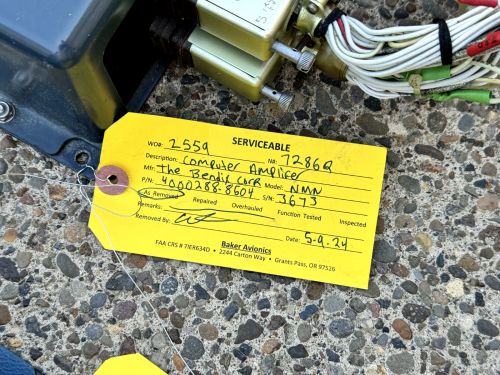 SERVICEABLE
WO#: 2559 N#: 7286Q
Description: Computer Amplifer
Mfr: The Bendix Corp Model: NMN
P/N: 4000288-8604 S/N: 3673
As Removed Repaired Overhauled Function Tested Inspected
Remarks:
Removed By: Date: 5-9-24
Baker Avionics
FAA CRS # TIER634D • 2244 Carton Way • Grants Pass, OR 97526